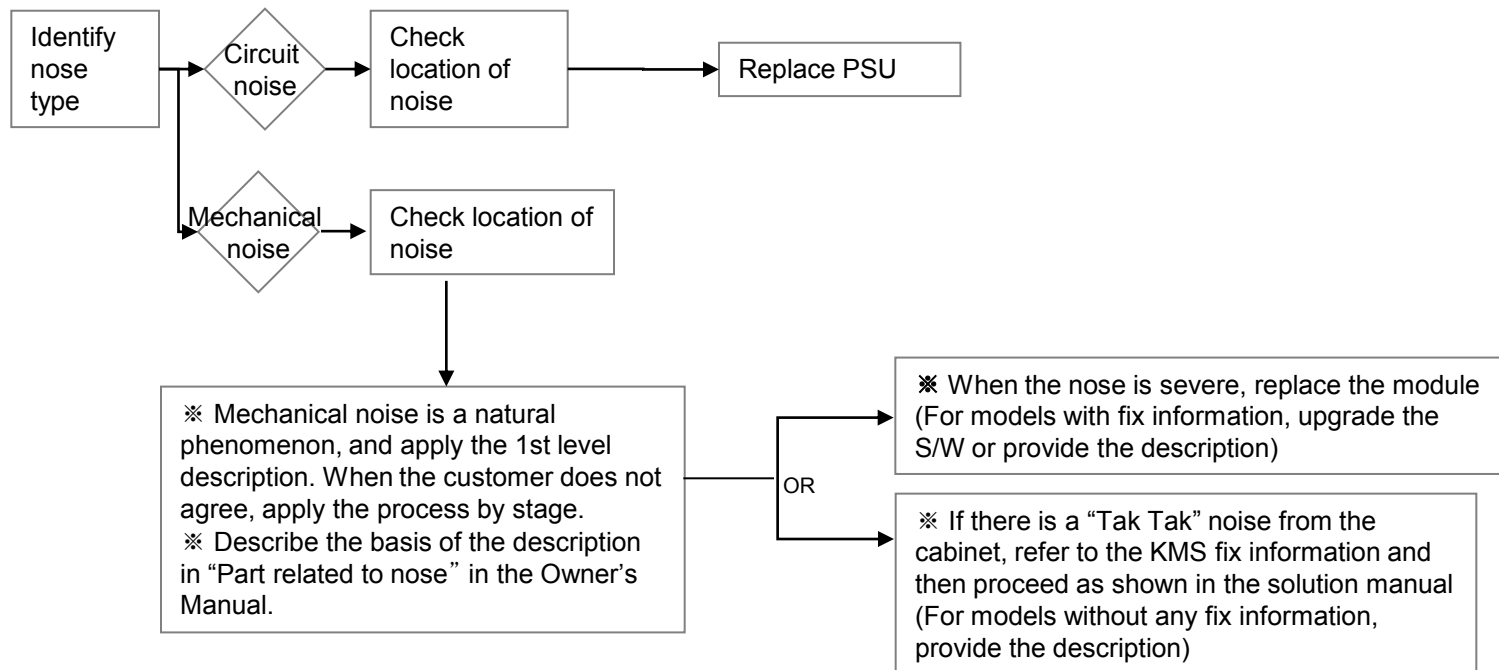 Identify
nose
type
Circuit
noise
Check
location of
noise
Replace PSU
Mechanical
noise
Check location of
noise
※ Mechanical noise is a natural
phenomenon, and apply the 1st level
description. When the customer does not
agree, apply the process by stage.
※ Describe the basis of the description
in “Part related to nose” in the Owner’s
Manual.
OR
※ When the nose is severe, replace the module
(For models with fix information, upgrade the
S/W or provide the description)
※ If there is a “Tak Tak” noise from the
cabinet, refer to the KMS fix information and
then proceed as shown in the solution manual
(For models without any fix information,
provide the description)